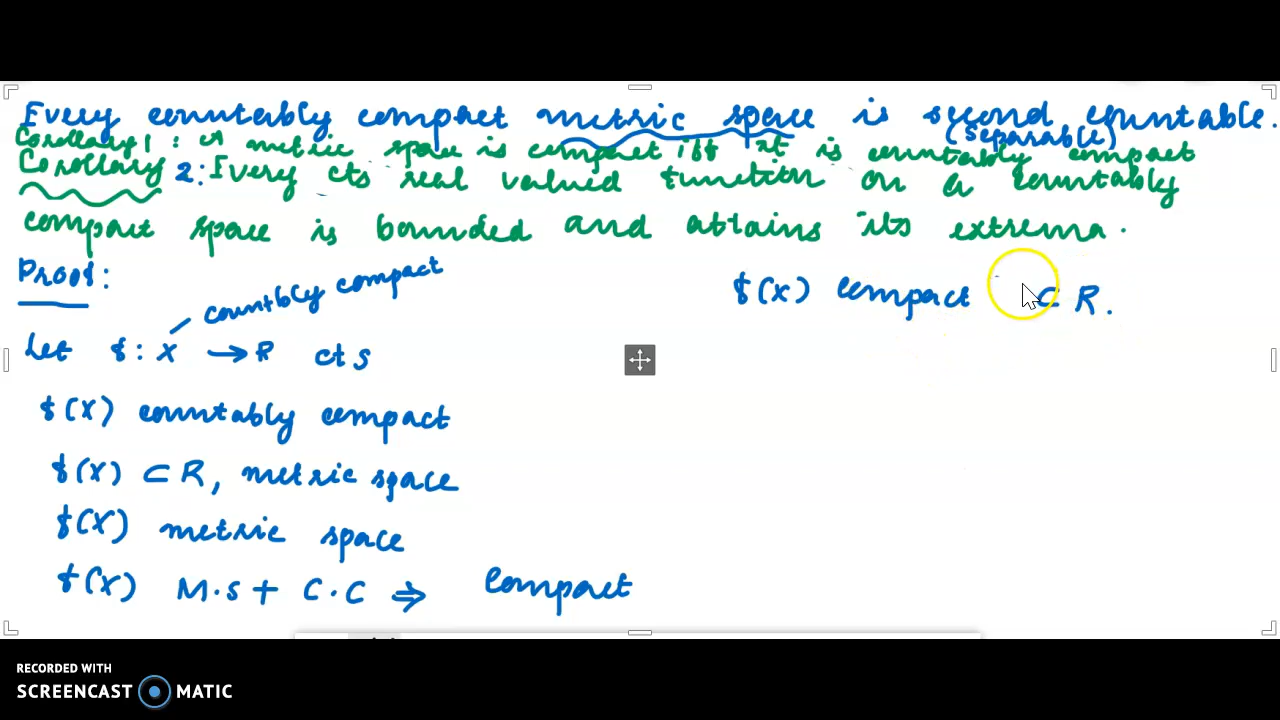 Every countably compact metric space is second countable.
(separable)
Corollary 1: A metric space is compact iff it is countably compact
Corollary 2: Every cts real valued function on a countably
compact space is bounded and attains its extrema.
Proof:
countbly compact
Let f: X → R cts
f(X) countably compact
f(X) ⊂ R, metric space
f(X) metric space
f(X) M.S + C.C ⇒ compact
f(X) compact ⊂ R.
RECORDED WITH
SCREENCAST MATIC